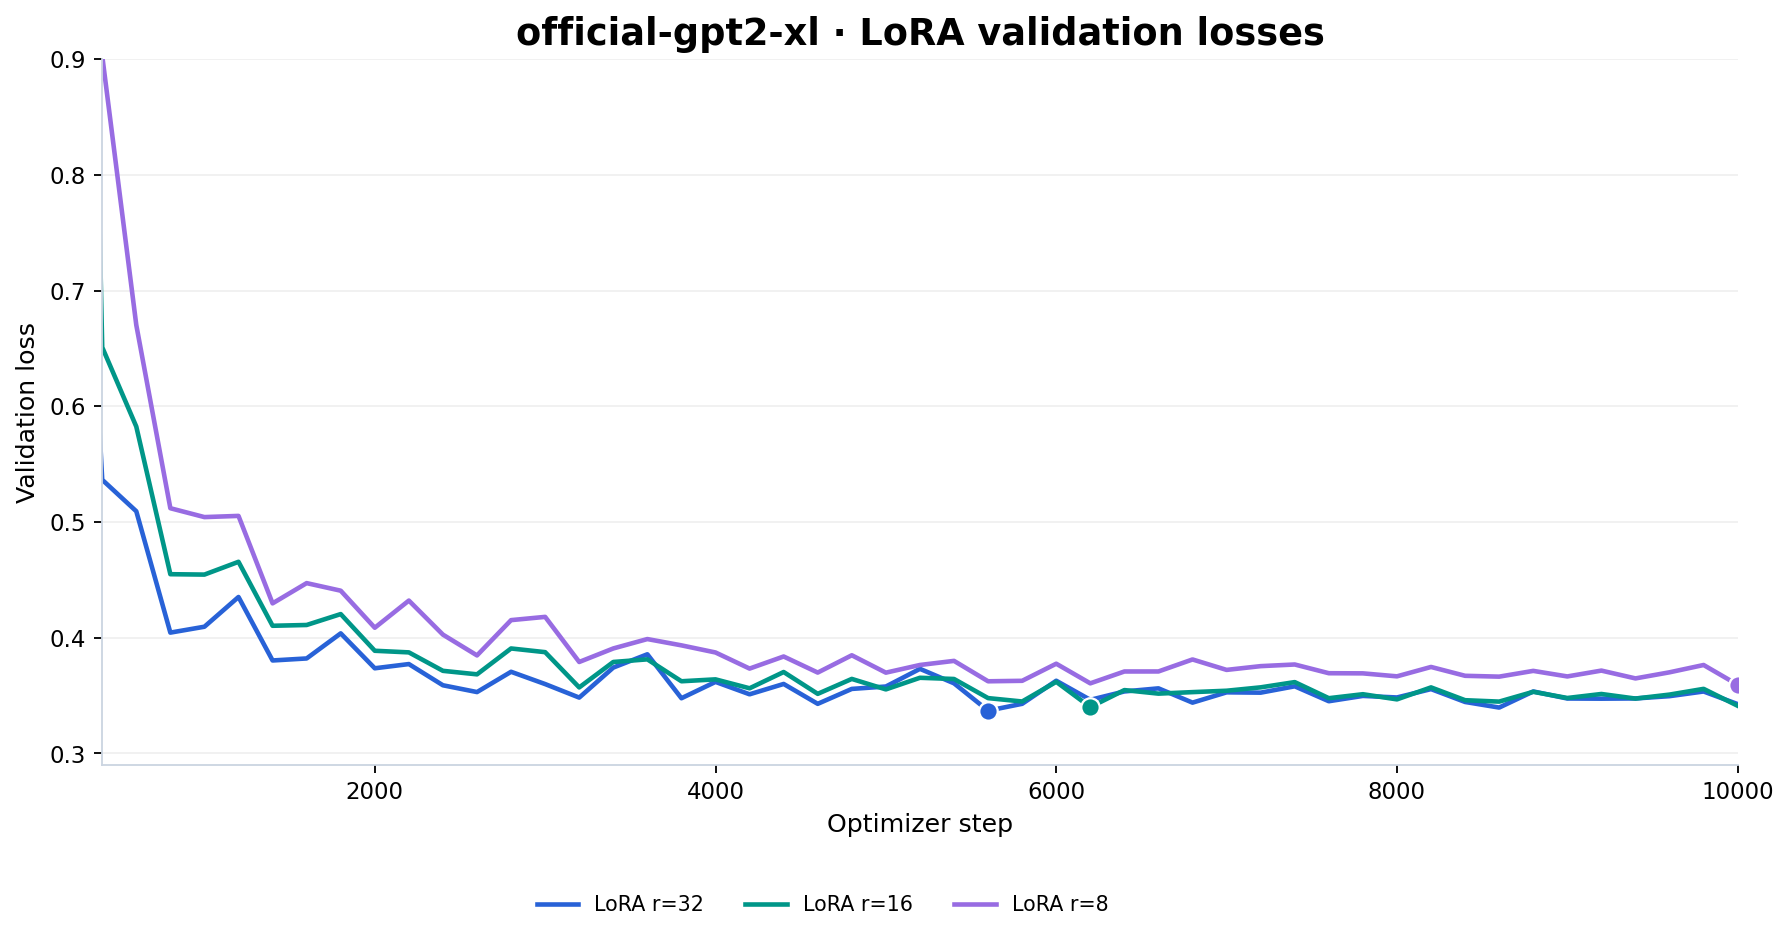 official-gpt2-xl · LoRA validation losses
0.9
0.8
0.7
0.6
0.5
0.4
0.3
Validation loss
2000 4000 6000 8000 10000
Optimizer step
LoRA r=32 LoRA r=16 LoRA r=8